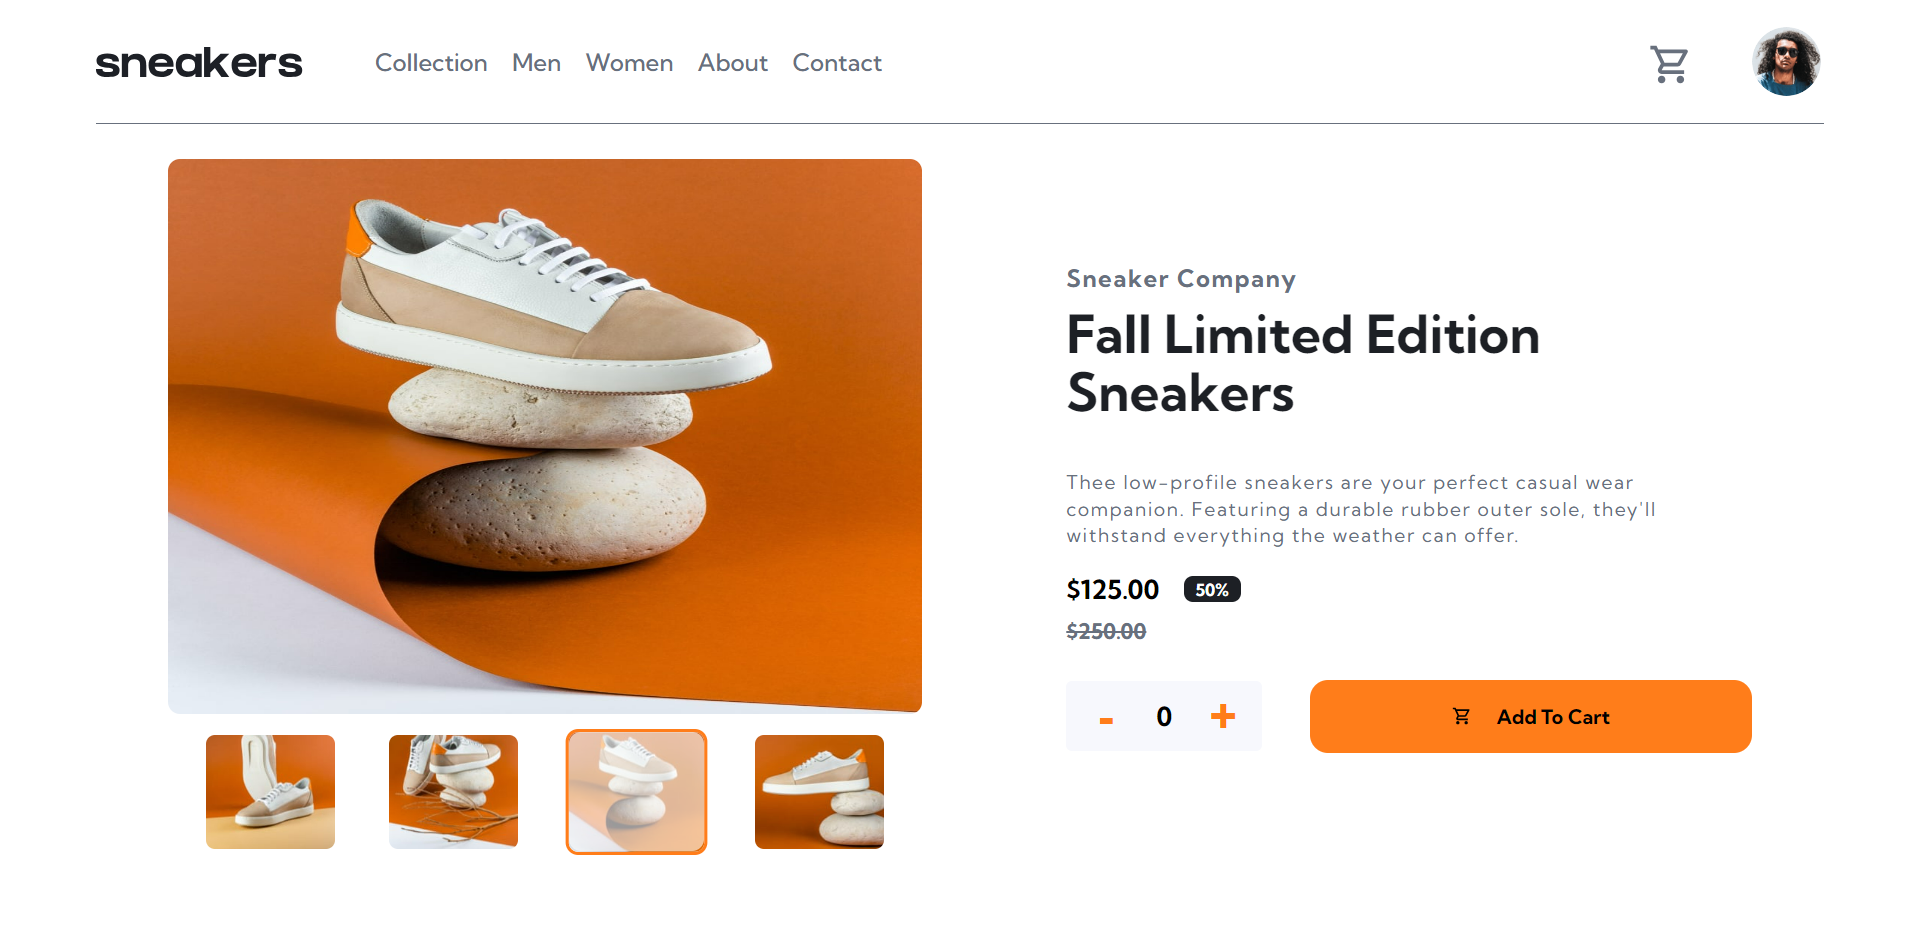 sneakers
Collection Men Women About Contact
Sneaker Company
Fall Limited Edition
Sneakers
Thee low-profile sneakers are your perfect casual wear
companion. Featuring a durable rubber outer sole, they'll
withstand everything the weather can offer.
$125.00 50%
$250.00
- 0 + Add To Cart